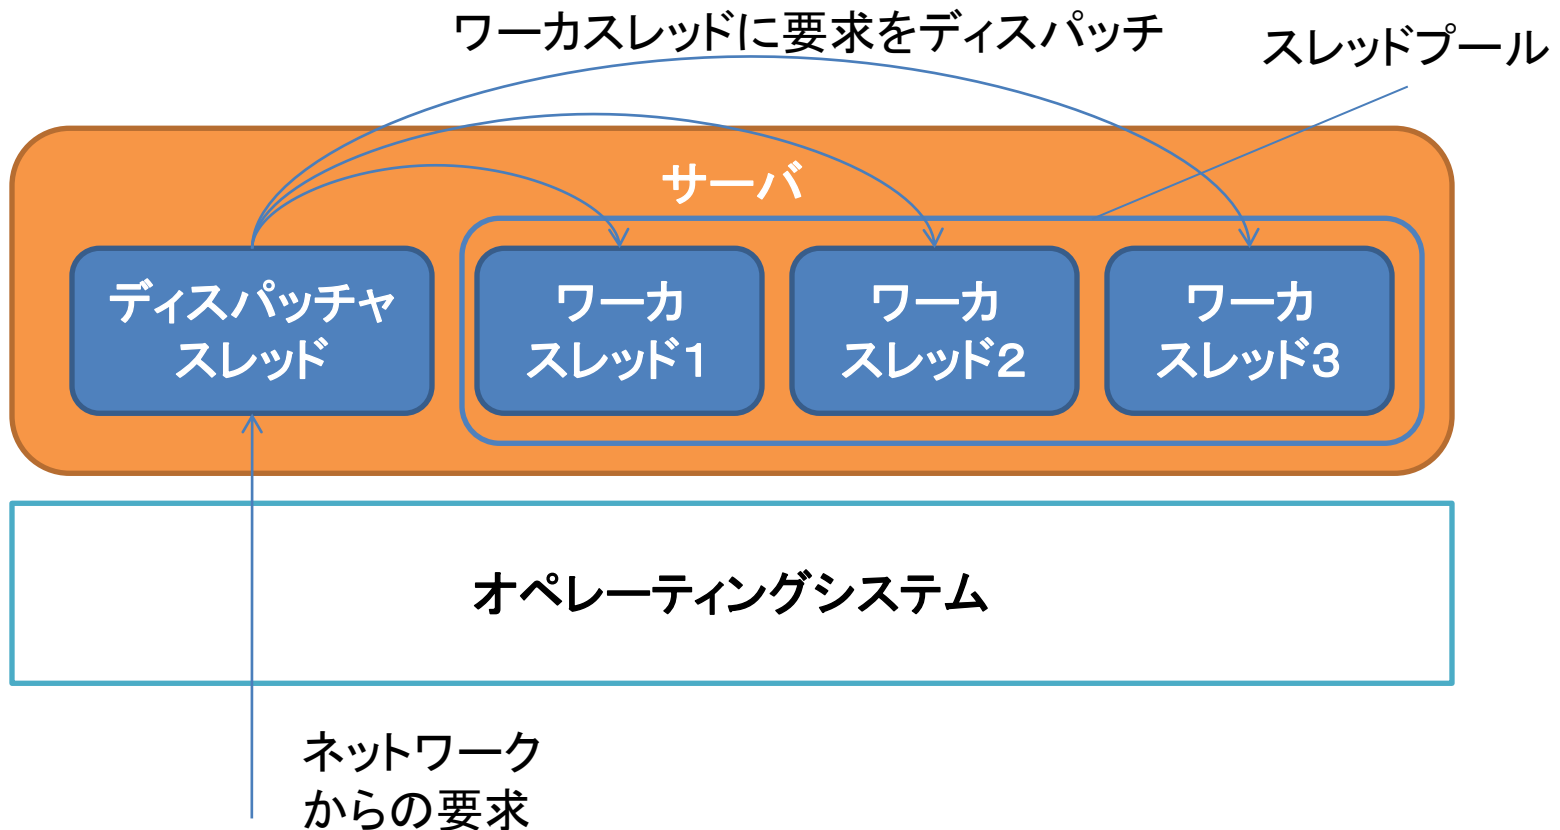 ワーカスレッドに要求をディスパッチ
スレッドプール
サーバ
ディスパッチャ
スレッド
ワーカ
スレッド1
ワーカ
スレッド2
ワーカ
スレッド3
オペレーティングシステム
ネットワーク
からの要求